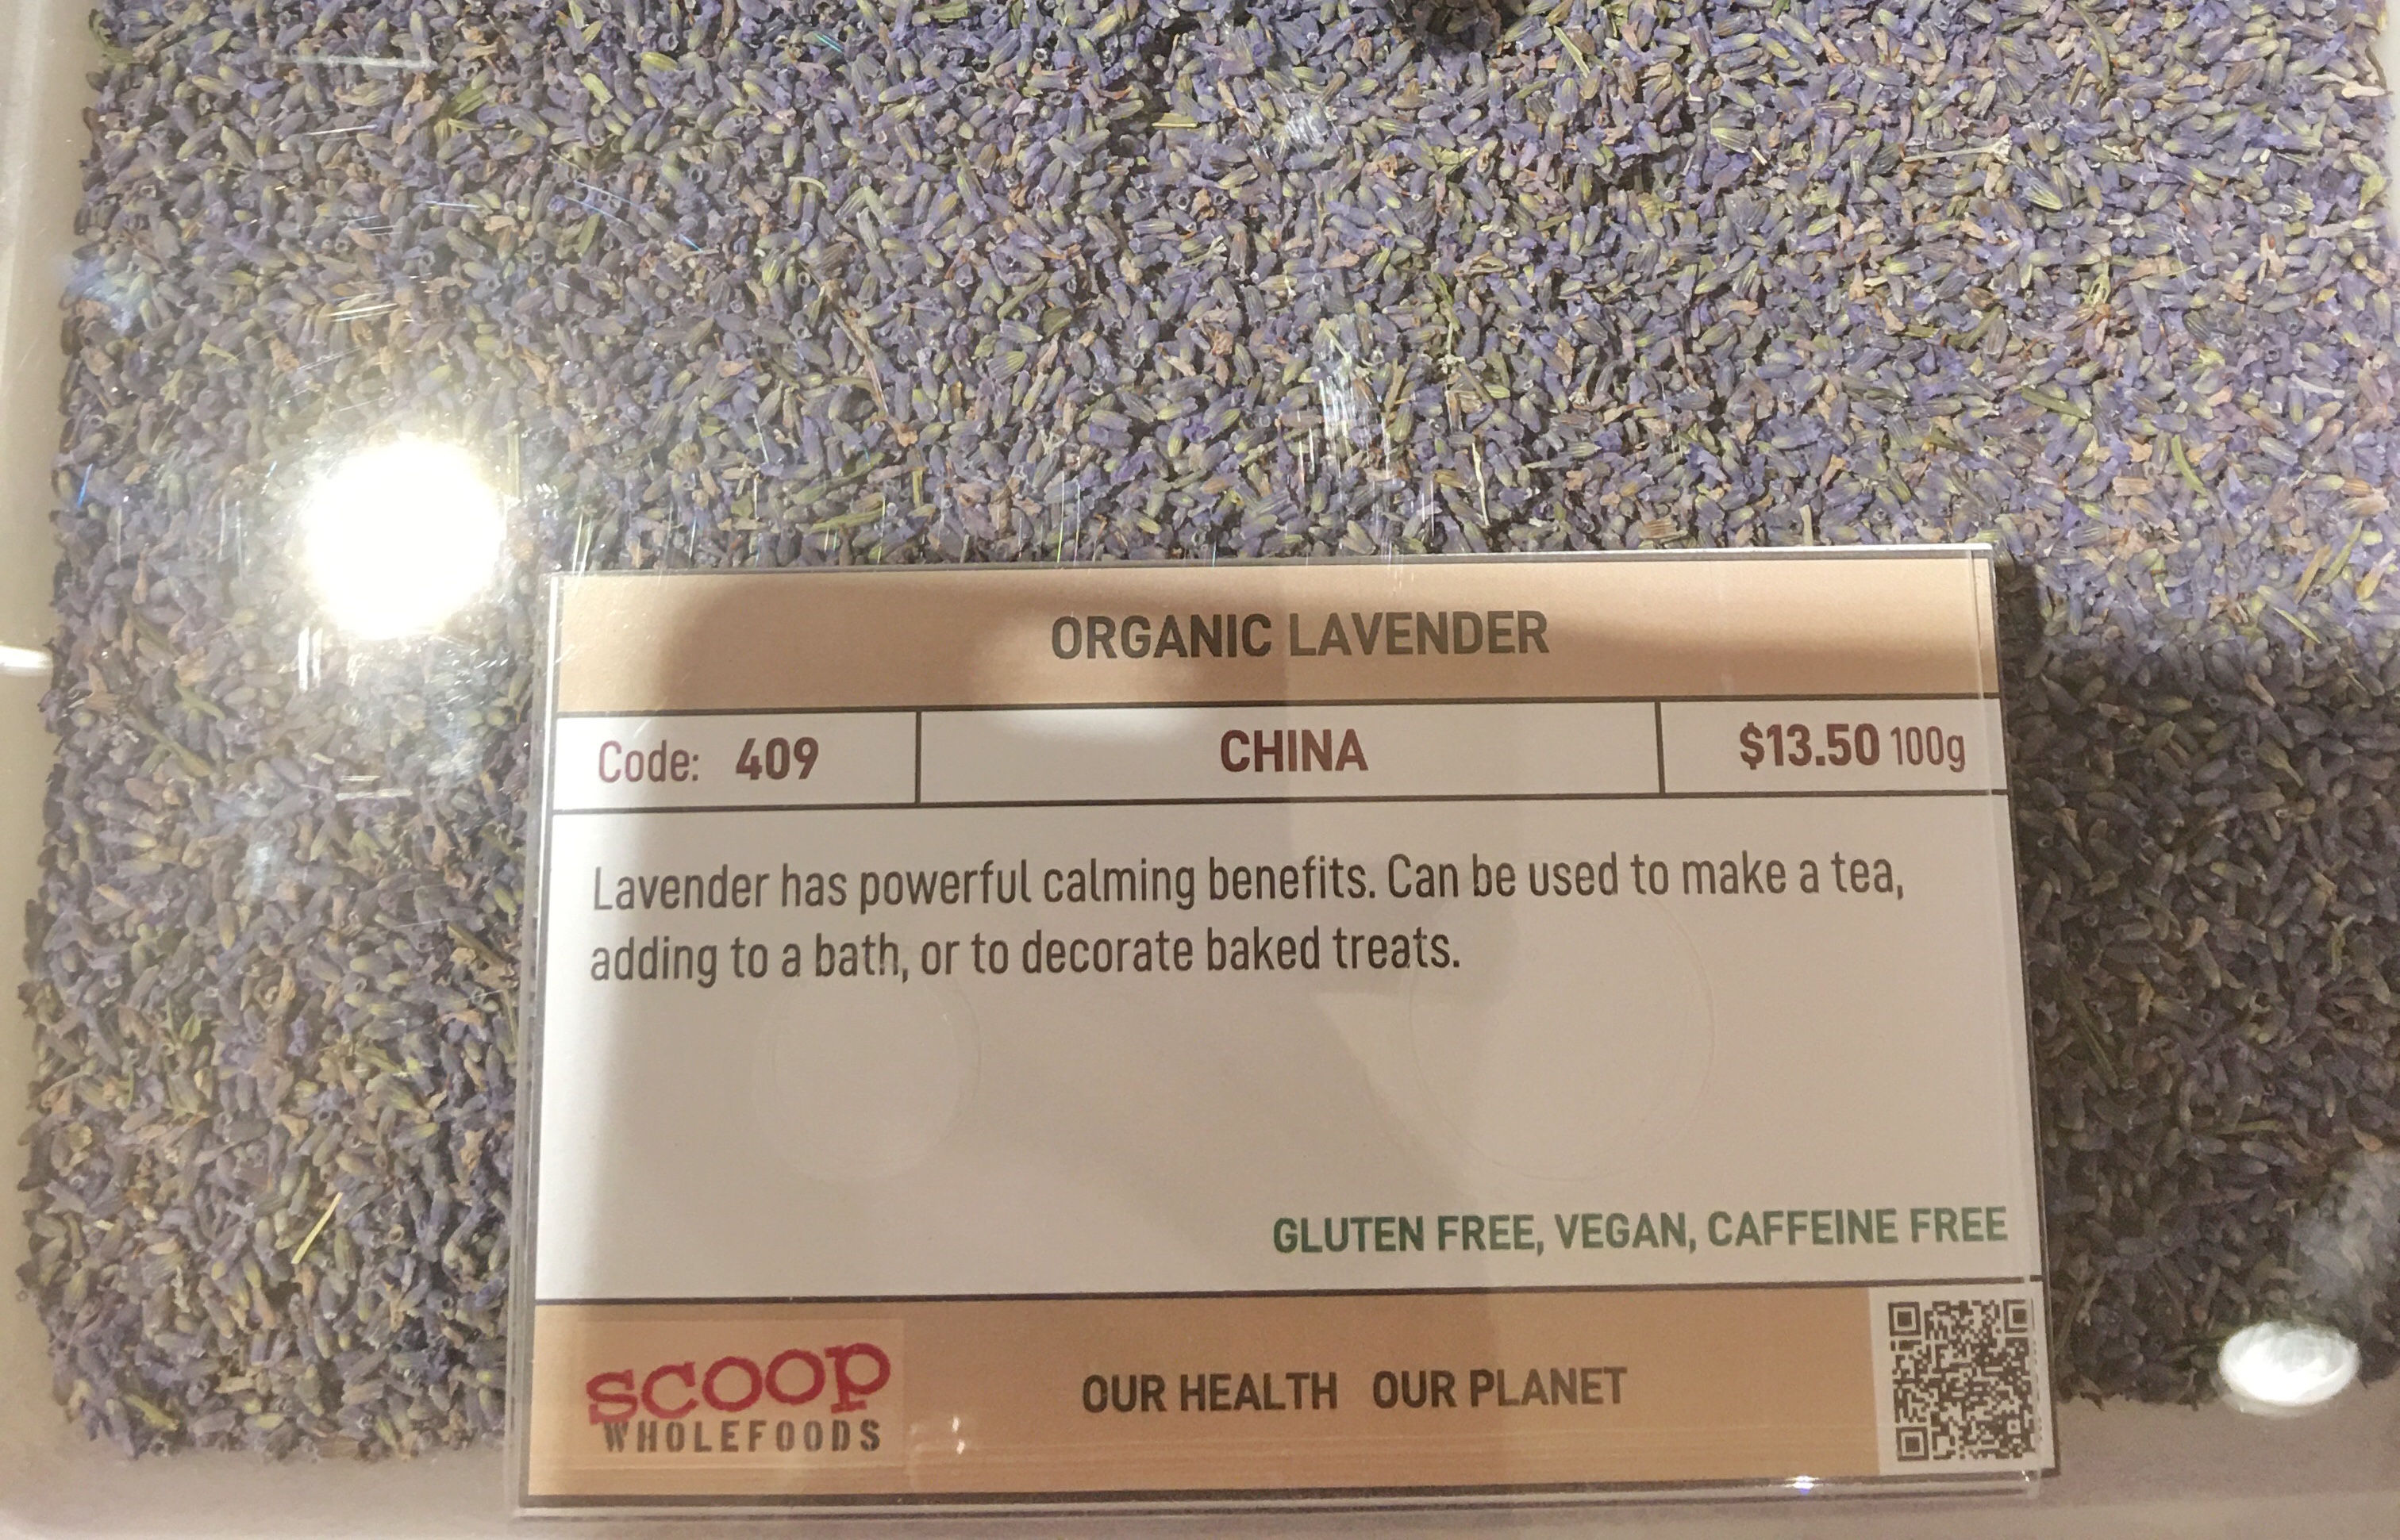 ORGANIC LAVENDER
Code: 409 CHINA $13.50 100g
Lavender has powerful calming benefits. Can be used to make a tea,
adding to a bath, or to decorate baked treats.
GLUTEN FREE, VEGAN, CAFFEINE FREE
scoop
WHOLEFOODS
OUR HEALTH OUR PLANET